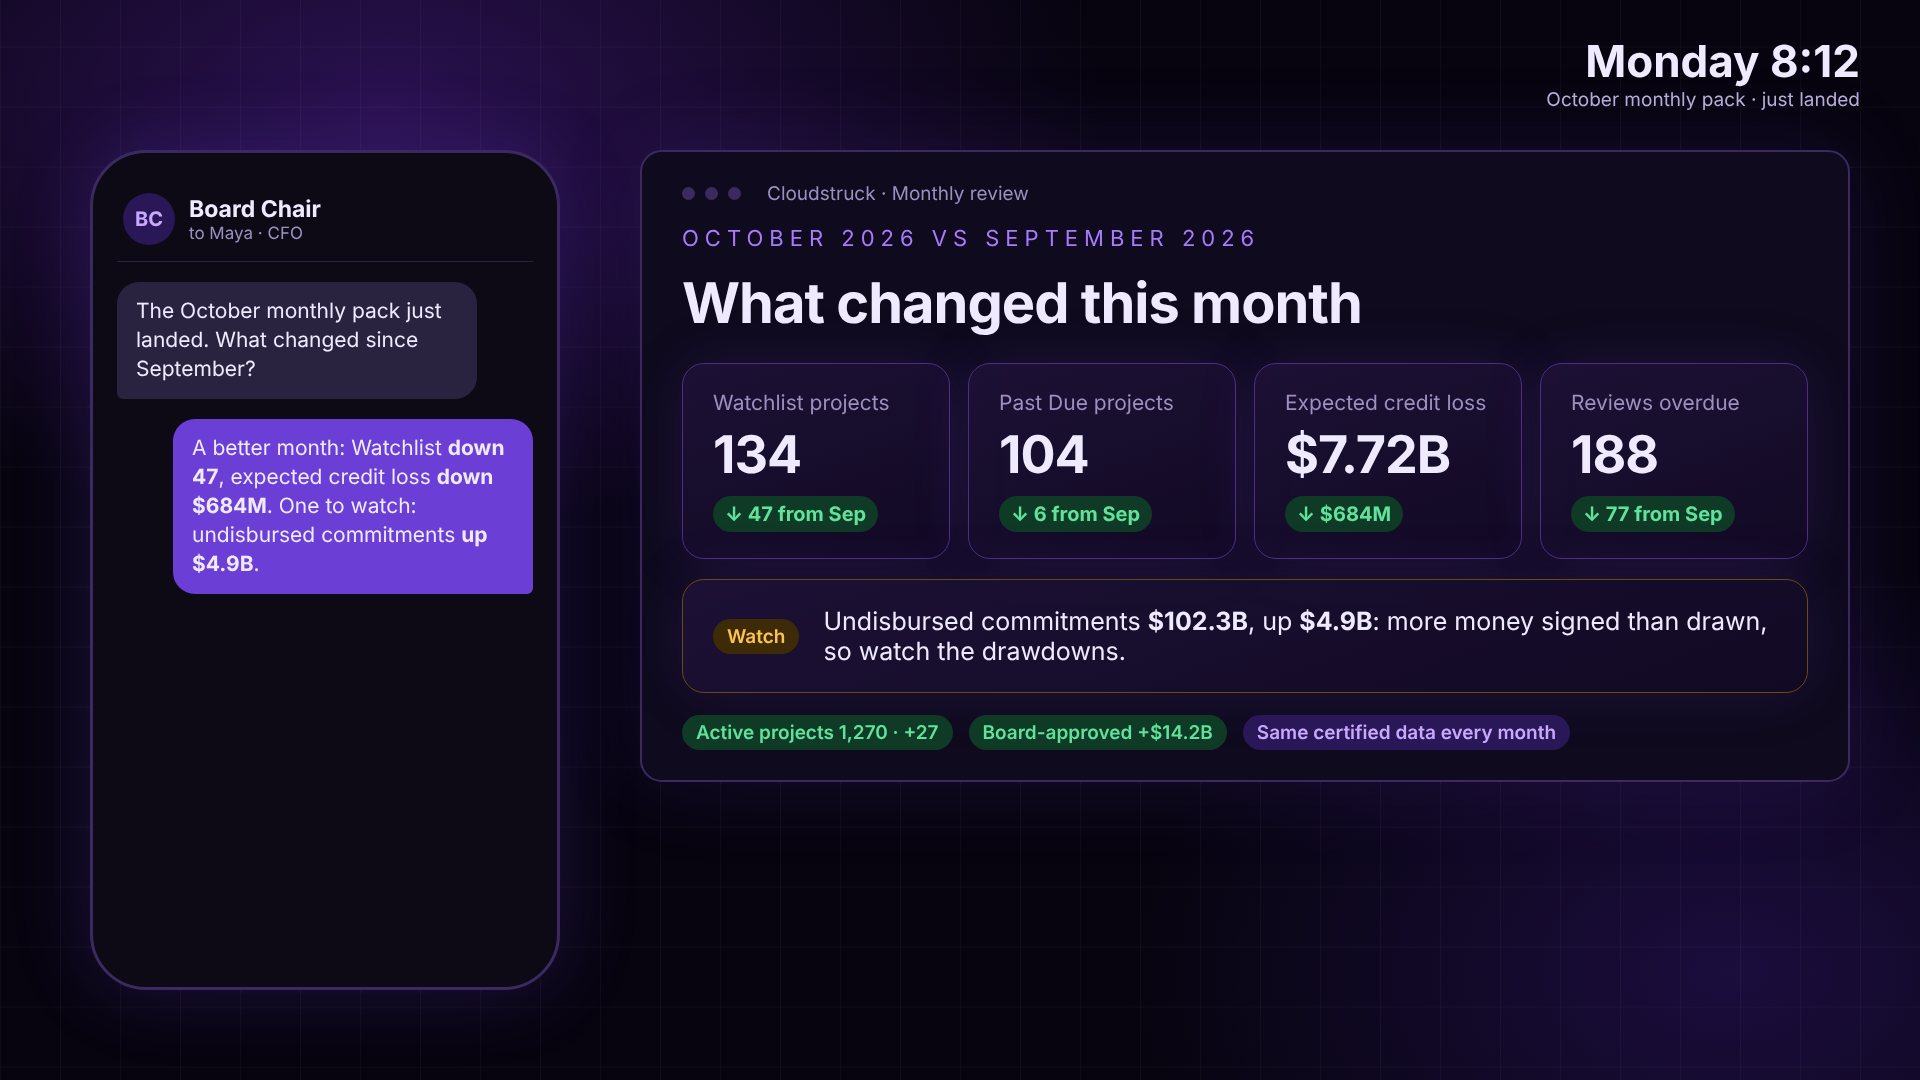 Monday 8:12
October monthly pack · just landed
BC
Board Chair
to Maya · CFO
The October monthly pack just
landed. What changed since
September?
A better month: Watchlist down
47, expected credit loss down
$684M. One to watch:
undisbursed commitments up
$4.9B.
Cloudstruck · Monthly review
OCTOBER 2026 VS SEPTEMBER 2026
What changed this month
Watchlist projects
134
↓ 47 from Sep
Past Due projects
104
↓ 6 from Sep
Expected credit loss
$7.72B
↓ $684M
Reviews overdue
188
↓ 77 from Sep
Watch
Undisbursed commitments $102.3B, up $4.9B: more money signed than drawn,
so watch the drawdowns.
Active projects 1,270 · +27
Board-approved +$14.2B
Same certified data every month